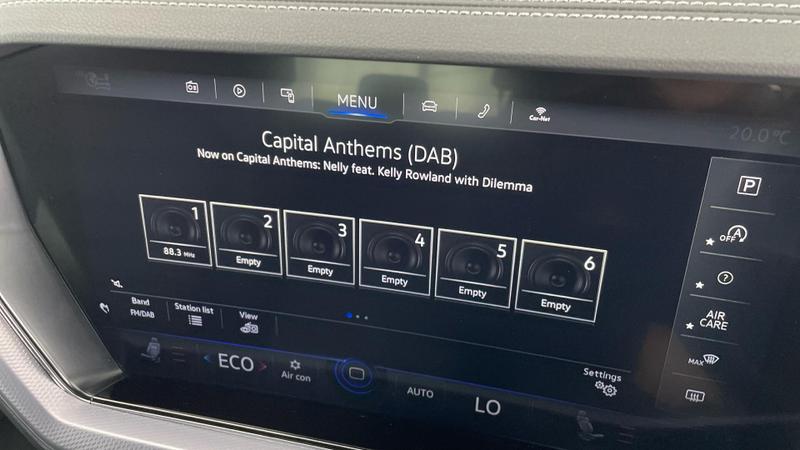 MENU
Car-Net
20.0°C
Capital Anthems (DAB)
Now on Capital Anthems: Nelly feat. Kelly Rowland with Dilemma
P
A
OFF
?
AIR
CARE
MAX
1
88.3 MHz
2
Empty
3
Empty
4
Empty
5
Empty
6
Empty
Band
FM/DAB
Station list
View
Settings
ECO
Air con
AUTO
LO